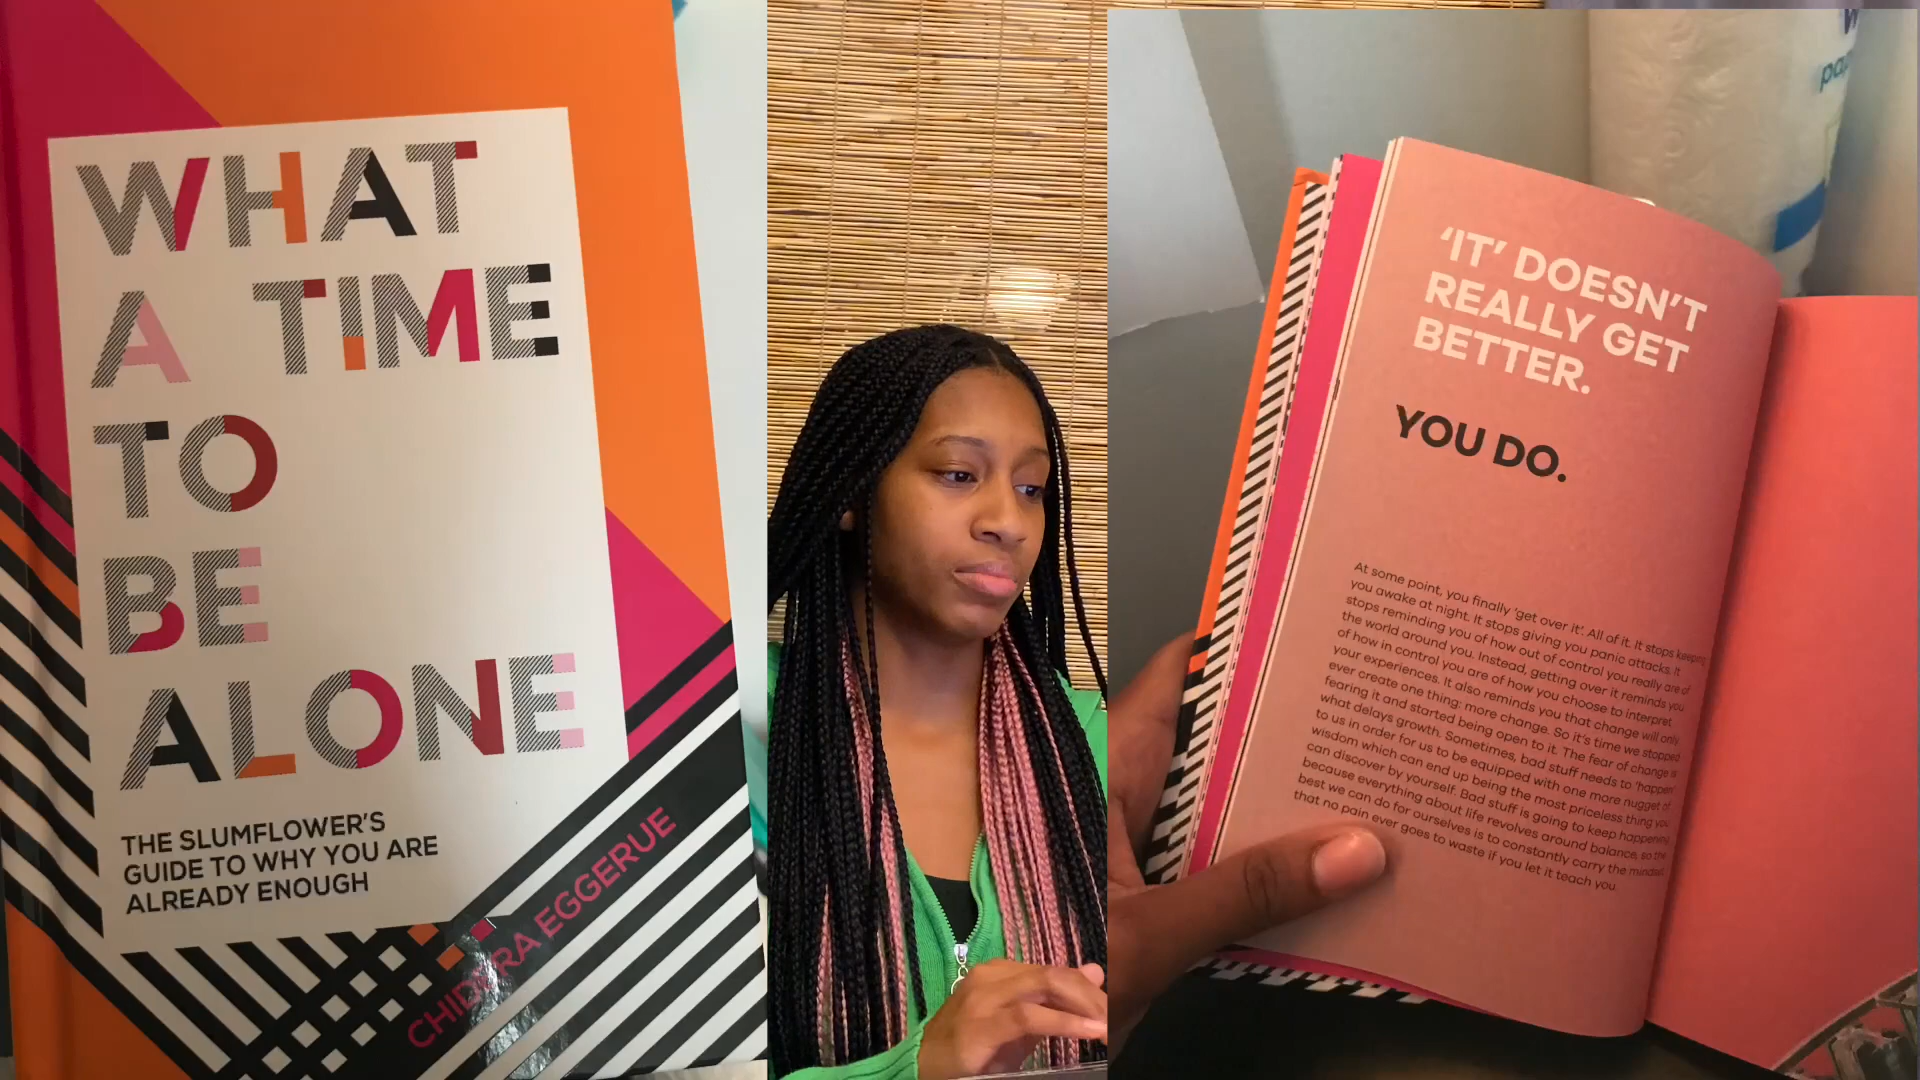 WHAT
A TIME
TO
BE
ALONE
THE SLUMFLOWER'S
GUIDE TO WHY YOU ARE
ALREADY ENOUGH
EGGERUE
'IT' DOESN'T
REALLY GET
BETTER.
YOU DO.
At some point, you finally 'get over it'. All of it. It stops keeping
you awake at night. It stops giving you panic attacks. It
stops reminding you of how out of control you really are of
the world around you. Instead, getting over it reminds you
of how in control you are of how you choose to interpret
your experiences. It also reminds you that change will only
ever create one thing: more change. So it's time we stopped
fearing it and started being open to it. The fear of change is
what delays growth. Sometimes, bad stuff needs to 'happen'
to us in order for us to be equipped with one more nugget of
wisdom which can end up being the most priceless thing you
can discover by yourself. Bad stuff is going to keep happening
because everything about life revolves around balance, so the
best we can do for ourselves is to constantly carry the mindset
that no pain ever goes to waste if you let it teach you.